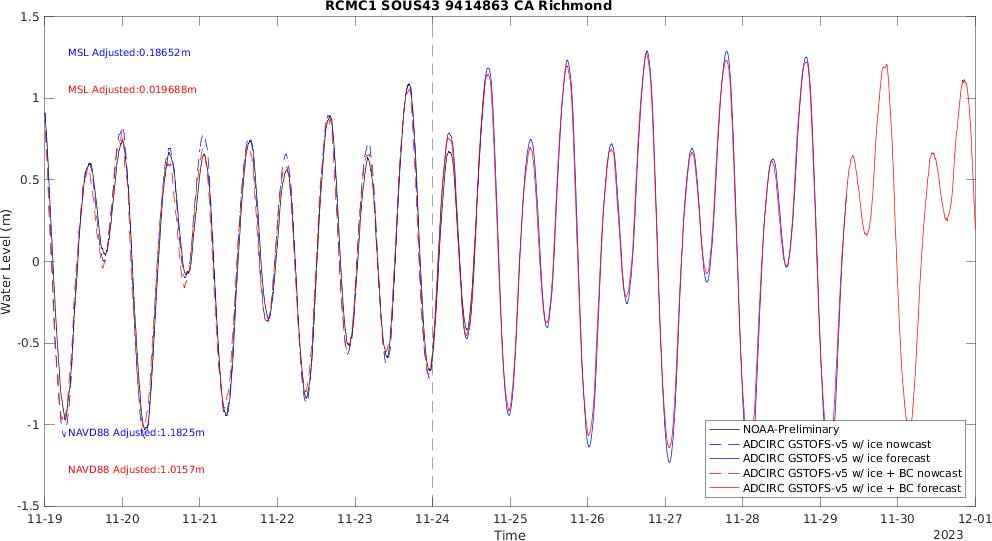 RCMC1 SOUS43 9414863 CA Richmond
1.5
1
0.5
0
-0.5
-1
-1.5
Water Level (m)
MSL Adjusted:0.18652m
MSL Adjusted:0.019688m
NAVD88 Adjusted:1.1825m
NAVD88 Adjusted:1.0157m
NOAA-Preliminary
ADCIRC GSTOFS-v5 w/ ice nowcast
ADCIRC GSTOFS-v5 w/ ice forecast
ADCIRC GSTOFS-v5 w/ ice + BC nowcast
ADCIRC GSTOFS-v5 w/ ice + BC forecast
11-19 11-20 11-21 11-22 11-23 11-24 11-25 11-26 11-27 11-28 11-29 11-30 12-01
Time
2023